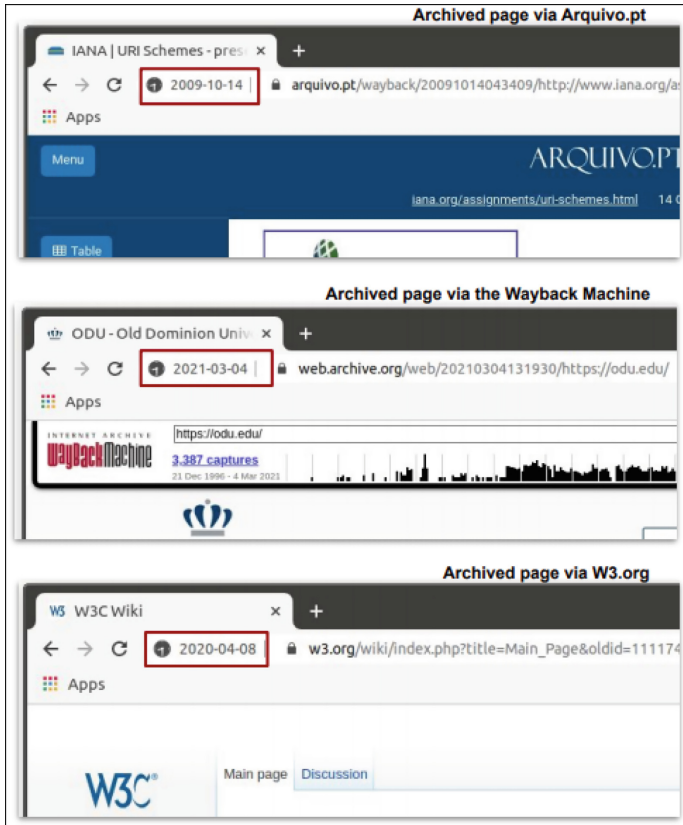 Archived page via Arquivo.pt
IANA | URI Schemes - pres
2009-10-14 arquivo.pt/wayback/20091014043409/http://www.iana.org/as
Apps
Menu
ARQUIVO.PT
iana.org/assignments/uri-schemes.html 14
Table
Archived page via the Wayback Machine
ODU - Old Dominion Univ
2021-03-04 web.archive.org/web/20210304131930/https://odu.edu/
Apps
INTERNET ARCHIVE
WayBackMachine
https://odu.edu/
3,387 captures
21 Dec 1996 - 4 Mar 2021
Archived page via W3.org
W3 W3C Wiki
2020-04-08 w3.org/wiki/index.php?title=Main_Page&oldid=111174
Apps
W3C
Main page Discussion